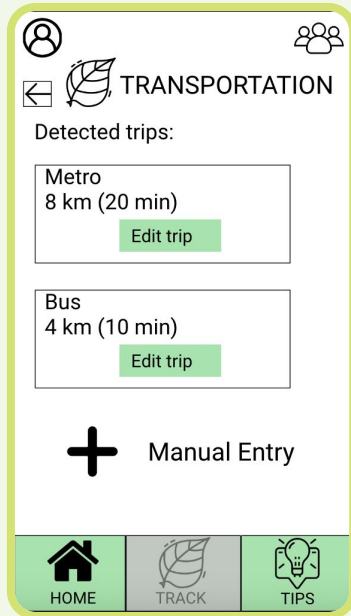 TRANSPORTATION
Detected trips:
Metro
8 km (20 min)
Edit trip
Bus
4 km (10 min)
Edit trip
Manual Entry
HOME
TRACK
TIPS